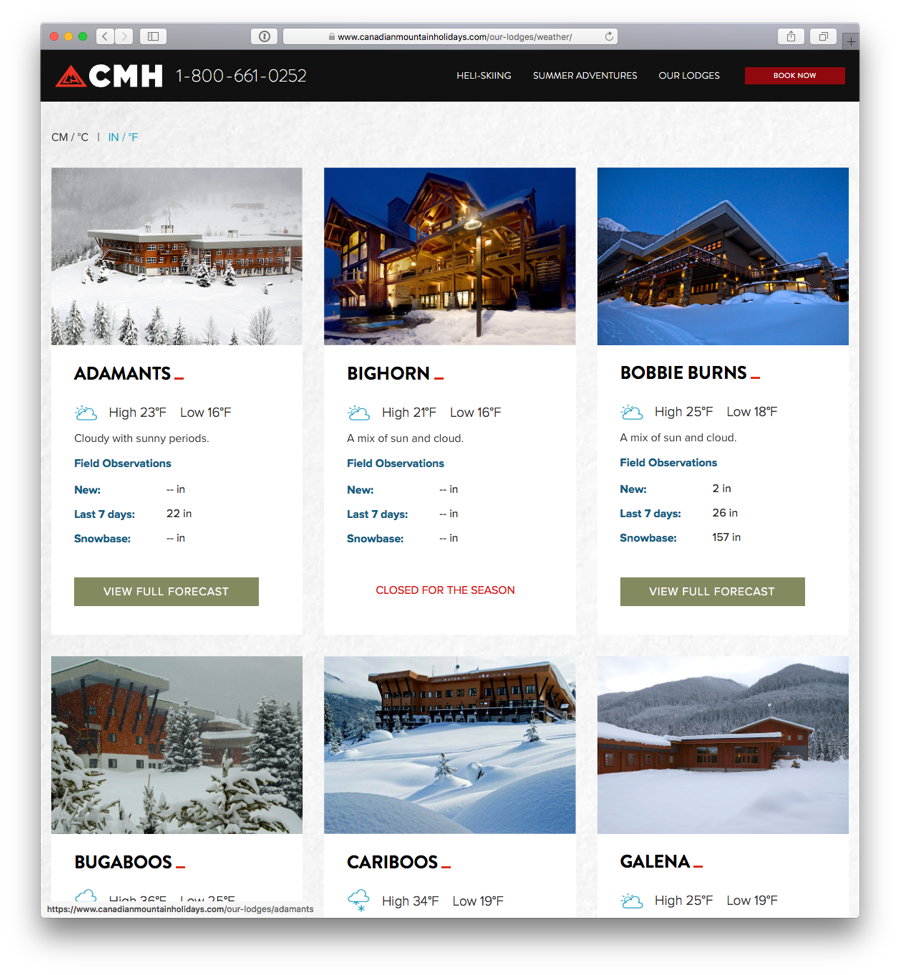 www.canadianmountainholidays.com/our-lodges/weather/
CMH 1-800-661-0252 HELI-SKIING SUMMER ADVENTURES OUR LODGES BOOK NOW
CM / °C | IN / °F
ADAMANTS _
High 23°F Low 16°F
Cloudy with sunny periods.
Field Observations
New: -- in
Last 7 days: 22 in
Snowbase: -- in
VIEW FULL FORECAST
BIGHORN _
High 21°F Low 16°F
A mix of sun and cloud.
Field Observations
New: -- in
Last 7 days: -- in
Snowbase: -- in
CLOSED FOR THE SEASON
BOBBIE BURNS _
High 25°F Low 18°F
A mix of sun and cloud.
Field Observations
New: 2 in
Last 7 days: 26 in
Snowbase: 157 in
VIEW FULL FORECAST
BUGABOOS _
High 36°F Low 25°F
CARIBOOS _
High 34°F Low 19°F
GALENA _
High 25°F Low 19°F
https://www.canadianmountainholidays.com/our-lodges/adamants